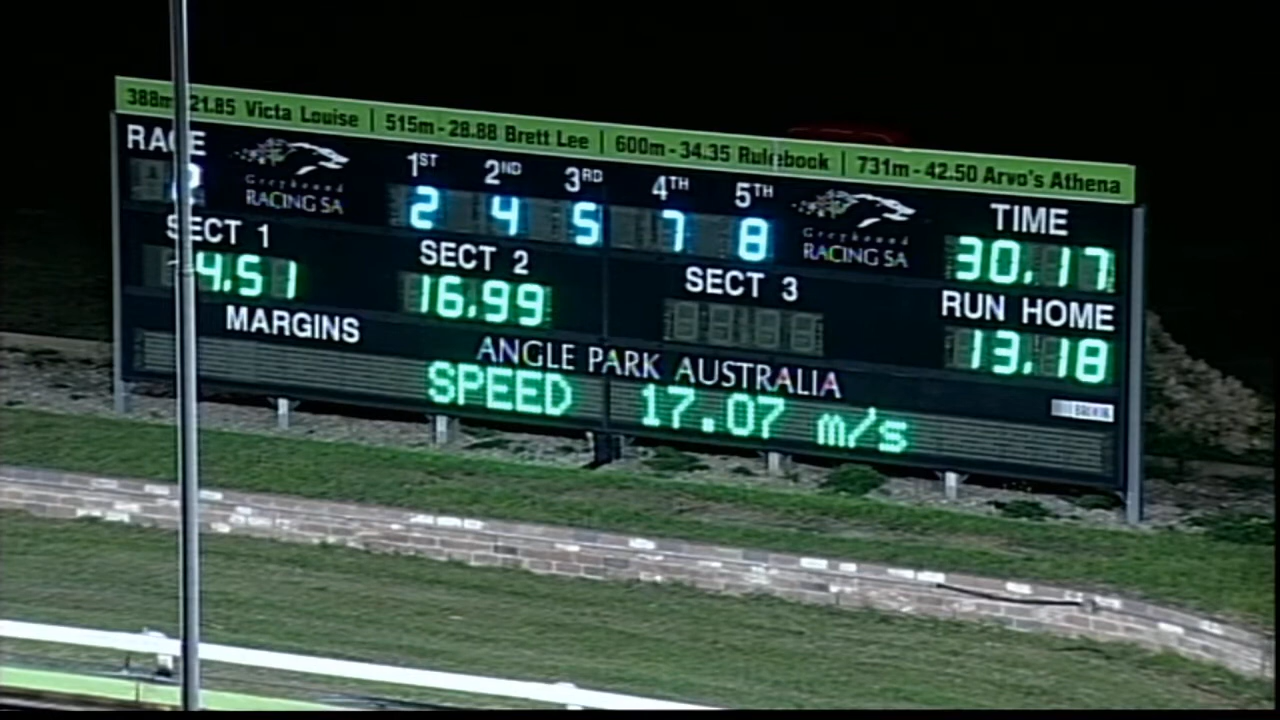 388m 21.85 Victa Louise | 515m - 28.88 Brett Lee | 600m - 34.35 Rulebook | 731m - 42.50 Arvo's Athena
RACE 1ST 2ND 3RD 4TH 5TH TIME
2 Greyhound RACING SA 2 4 5 7 8 Greyhound RACING SA 30.17
SECT 1 SECT 2 SECT 3 RUN HOME
4.51 16.99 13.18
MARGINS ANGLE PARK AUSTRALIA
SPEED 17.07 m/s